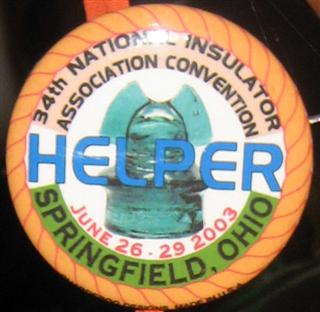 34th NATIONAL INSULATOR
ASSOCIATION CONVENTION
HELPER
JUNE 26 - 29 2003
SPRINGFIELD, OHIO